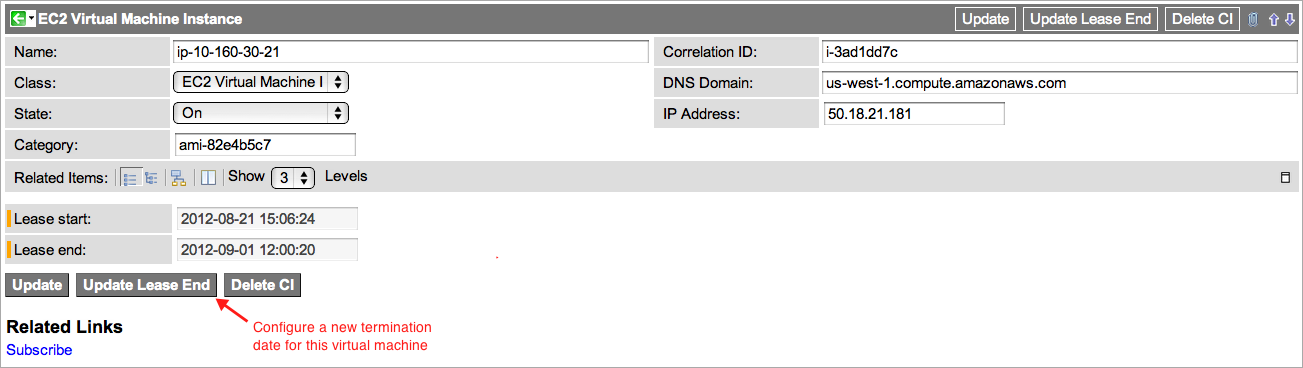 EC2 Virtual Machine Instance
Update Update Lease End Delete CI
Name: ip-10-160-30-21 Correlation ID: i-3ad1dd7c
Class: EC2 Virtual Machine I DNS Domain: us-west-1.compute.amazonaws.com
State: On IP Address: 50.18.21.181
Category: ami-82e4b5c7
Related Items: Show 3 Levels
Lease start: 2012-08-21 15:06:24
Lease end: 2012-09-01 12:00:20
Update Update Lease End Delete CI
Configure a new termination
date for this virtual machine
Related Links
Subscribe